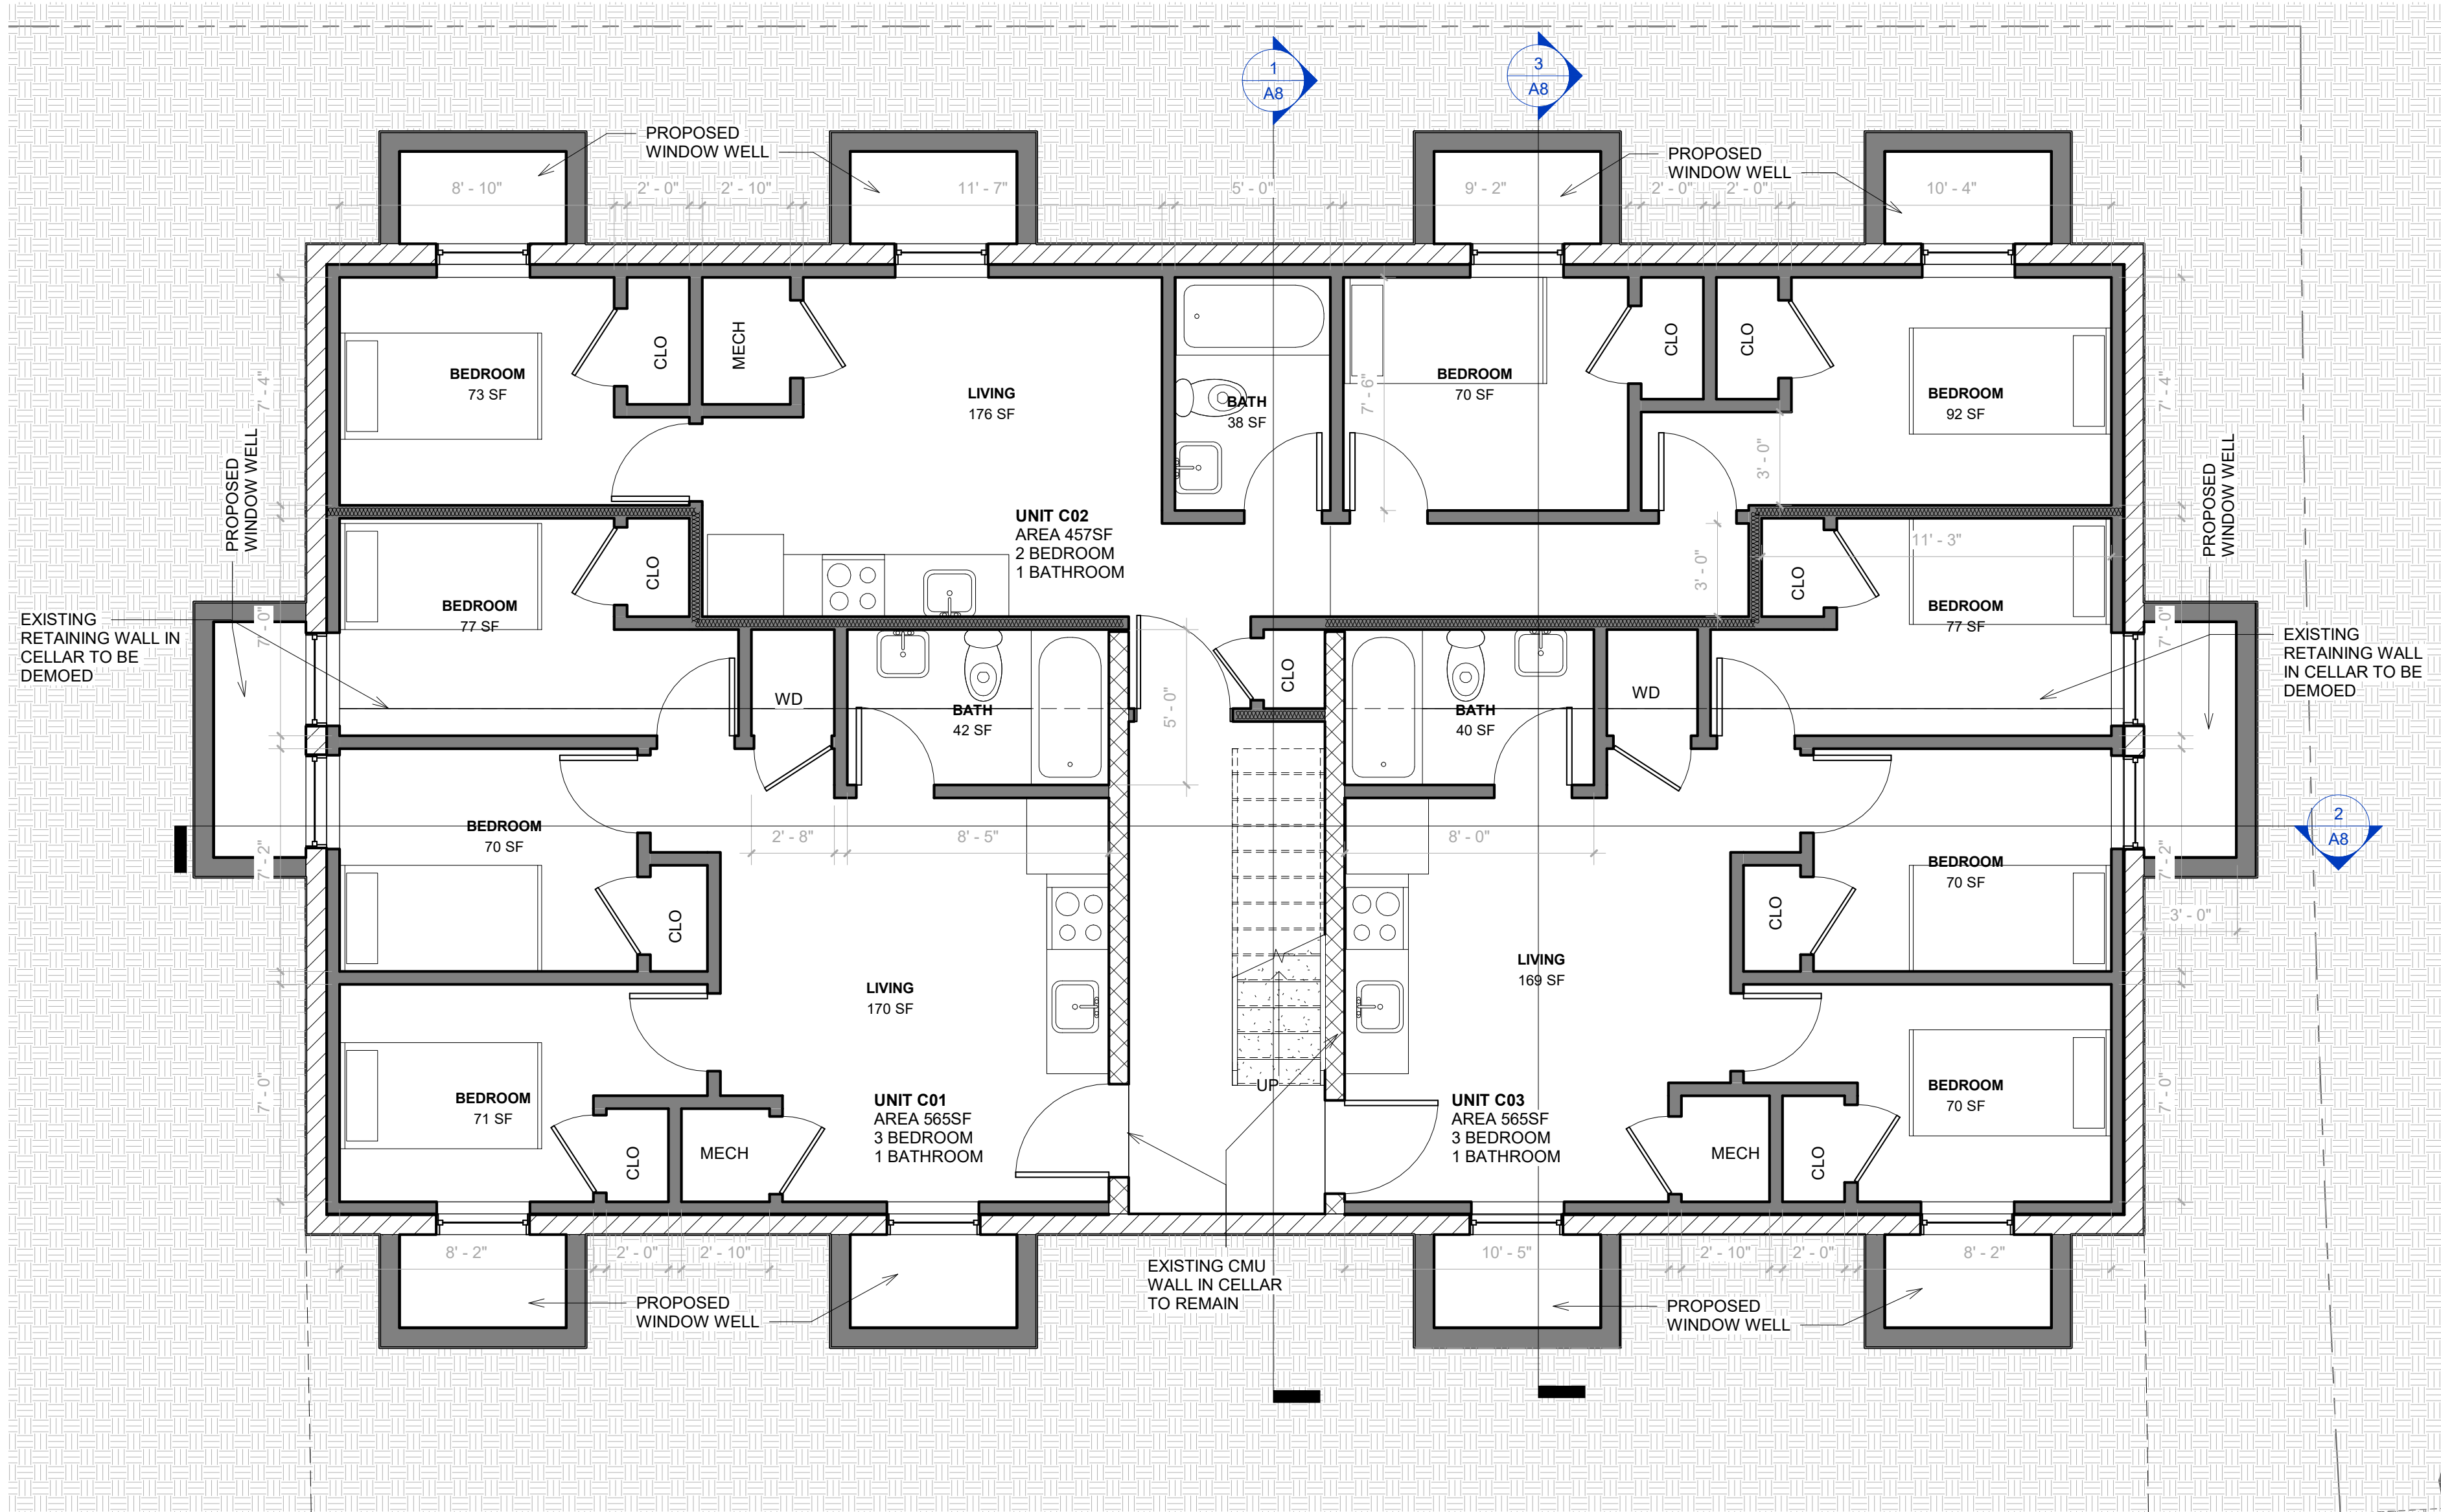 1
A8
3
A8
PROPOSED
WINDOW WELL
PROPOSED
WINDOW WELL
8' - 10"
2' - 0"
2' - 10"
11' - 7"
5' - 0"
9' - 2"
2' - 0"
2' - 0"
10' - 4"
CLO
MECH
CLO
CLO
BEDROOM
73 SF
LIVING
176 SF
BATH
38 SF
BEDROOM
70 SF
BEDROOM
92 SF
7' - 4"
7' - 6"
7' - 4"
3' - 0"
PROPOSED
WINDOW WELL
PROPOSED
WINDOW WELL
UNIT C02
AREA 457SF
2 BEDROOM
1 BATHROOM
11' - 3"
3' - 0"
CLO
CLO
BEDROOM
77 SF
BEDROOM
77 SF
7' - 0"
7' - 0"
EXISTING
RETAINING WALL IN
CELLAR TO BE
DEMOED
EXISTING
RETAINING WALL
IN CELLAR TO BE
DEMOED
WD
BATH
42 SF
5' - 0"
CLO
BATH
40 SF
WD
BEDROOM
70 SF
2' - 8"
8' - 5"
8' - 0"
BEDROOM
70 SF
2
A8
7' - 2"
7' - 2"
3' - 0"
CLO
CLO
LIVING
170 SF
LIVING
169 SF
UP
BEDROOM
71 SF
UNIT C01
AREA 565SF
3 BEDROOM
1 BATHROOM
UNIT C03
AREA 565SF
3 BEDROOM
1 BATHROOM
BEDROOM
70 SF
7' - 0"
7' - 0"
CLO
MECH
MECH
CLO
8' - 2"
2' - 0"
2' - 10"
10' - 5"
2' - 10"
2' - 0"
8' - 2"
EXISTING CMU
WALL IN CELLAR
TO REMAIN
PROPOSED
WINDOW WELL
PROPOSED
WINDOW WELL